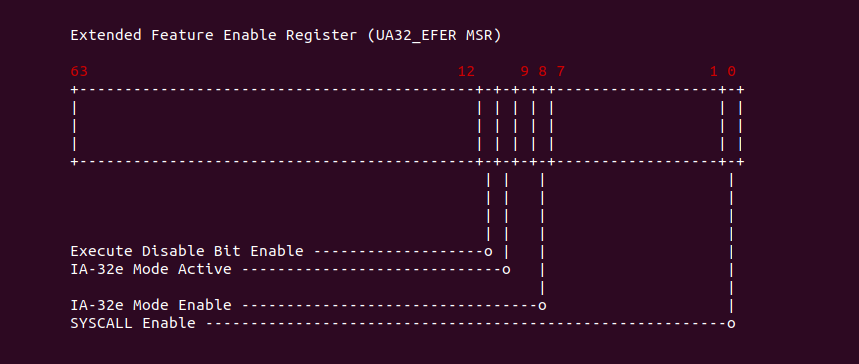 Extended Feature Enable Register (UA32_EFER MSR)
63 12 9 8 7 1 0
+--------------------------------------------+-+-+-+-+------------------+-+
| | | | | | | |
| | | | | | | |
| | | | | | | |
+--------------------------------------------+-+-+-+-+------------------+-+
| | | |
| | | |
| | | |
| | | |
Execute Disable Bit Enable -------------------o | | |
IA-32e Mode Active -----------------------------o | |
| |
IA-32e Mode Enable ---------------------------------o |
SYSCALL Enable ----------------------------------------------------------o